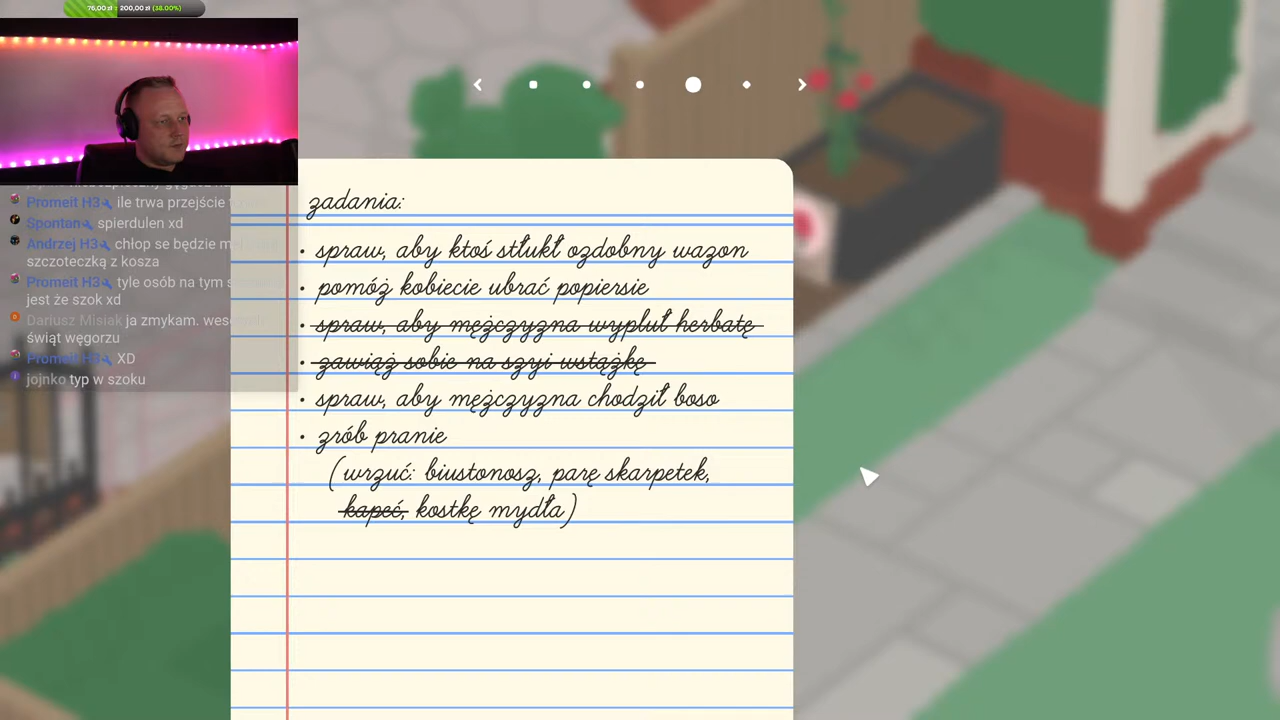 76,00 zł : 200,00 zł (38.00%)
Promeit H3 ile trwa przejście
Spontan spierdulen xd
Andrzej H3 chłop się będzie
szczoteczką z kosza
Promeit H3 tyle osób na tym
jest że szok xd
Dariusz Misiak ja zmykam.
świąt węgorzu
Promeit H3 XD
jojnko typ w szoku
zadania:
• spraw, aby ktoś stłukł ozdobny wazon
• pomóż kobiecie ubrać popiersie
• spraw, aby mężczyzna wypluł herbatę
• zawiąż sobie na szyi wstążkę
• spraw, aby mężczyzna chodził boso
• zrób pranie
(wrzuć: biustonosz, parę skarpetek,
kapeć, kostkę mydła)